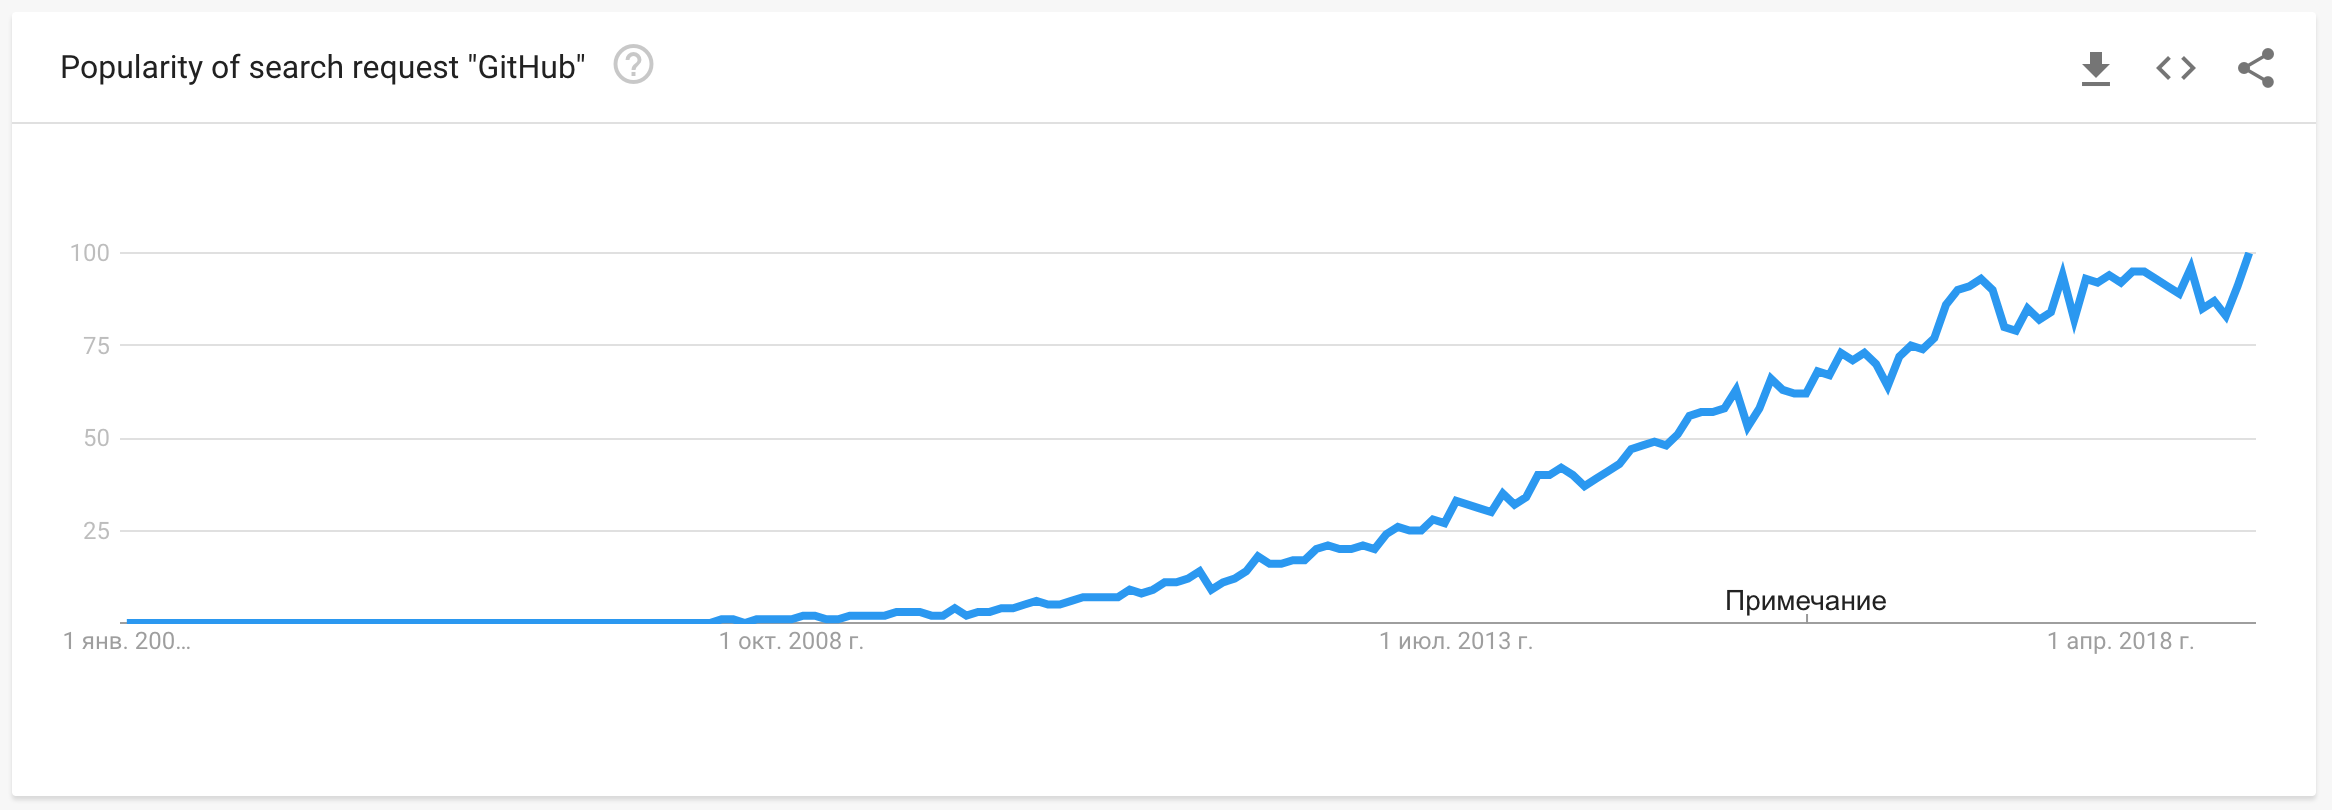 Popularity of search request "GitHub" ?
100
75
50
25
Примечание
1 янв. 200…
1 окт. 2008 г.
1 июл. 2013 г.
1 апр. 2018 г.